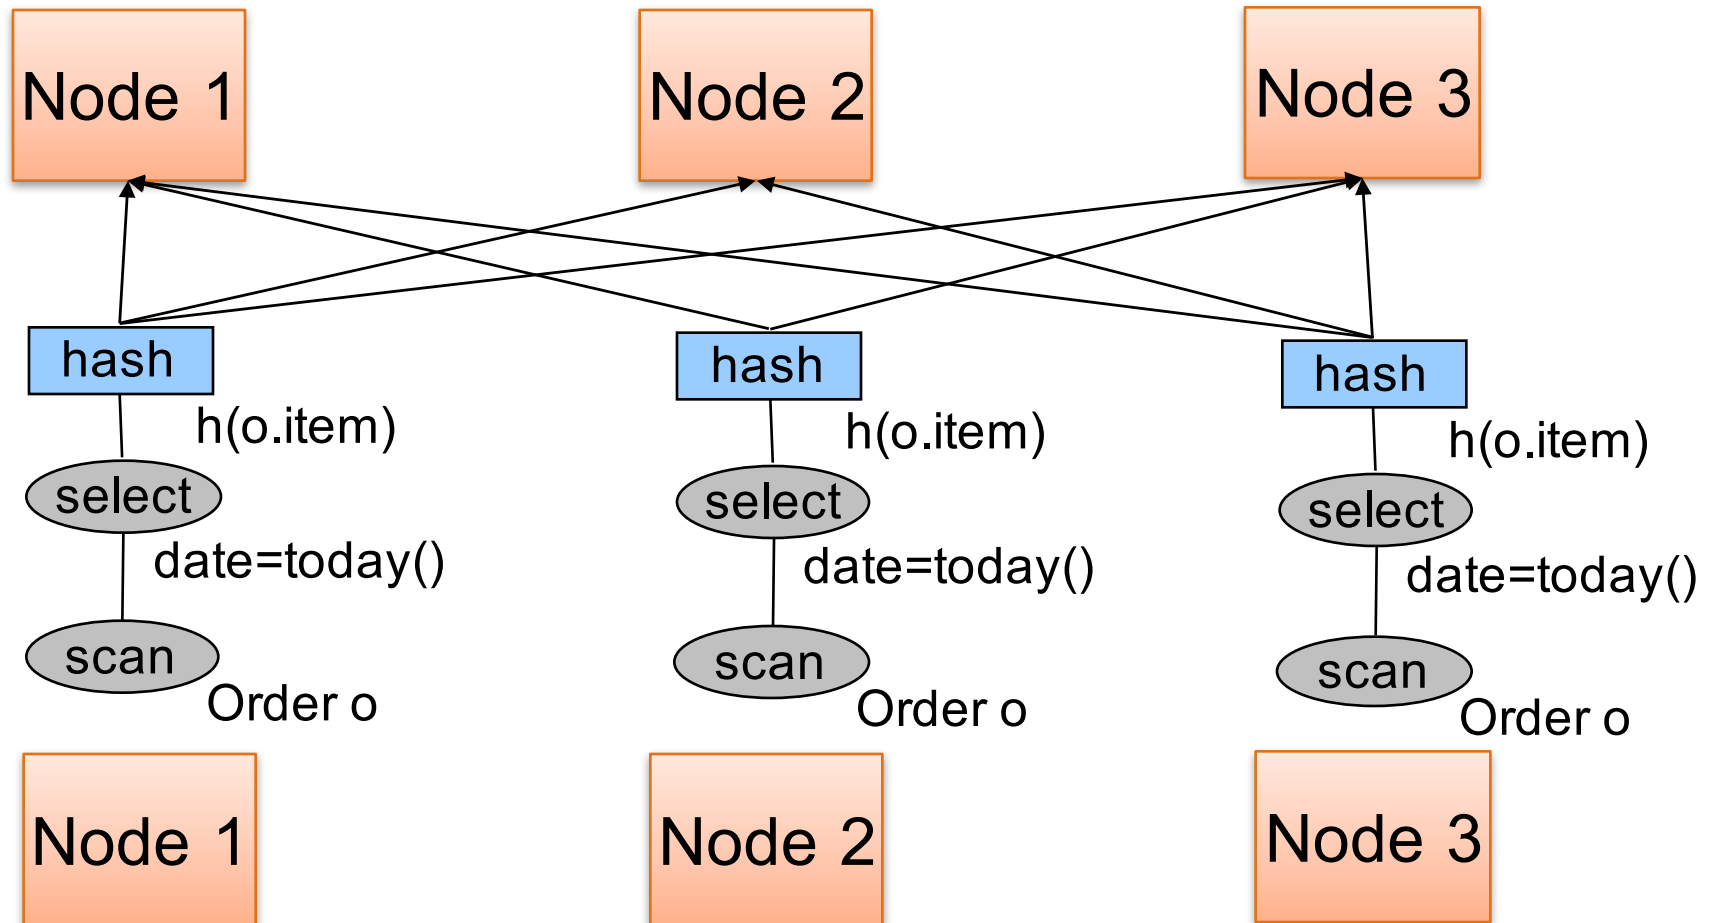 Node 1
Node 2
Node 3
hash
hash
hash
h(o.item)
h(o.item)
h(o.item)
select
select
select
date=today()
date=today()
date=today()
scan
scan
scan
Order o
Order o
Order o
Node 1
Node 2
Node 3